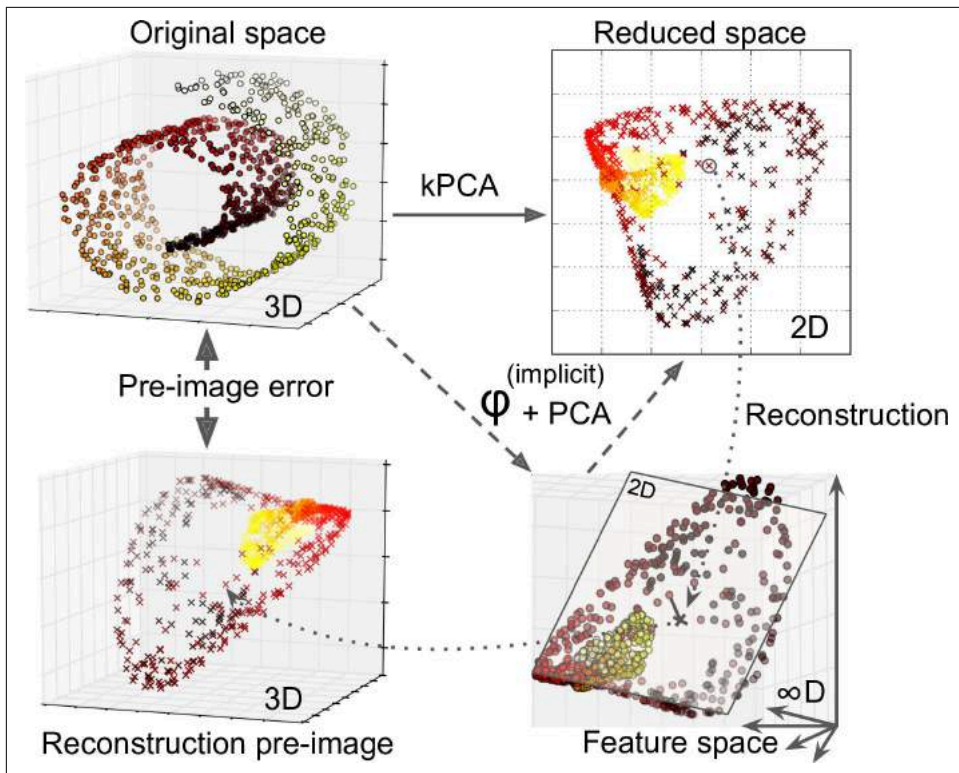 Original space
Reduced space
3D
kPCA
2D
Pre-image error
(implicit)
φ + PCA
Reconstruction
2D
3D
∞D
Reconstruction pre-image
Feature space